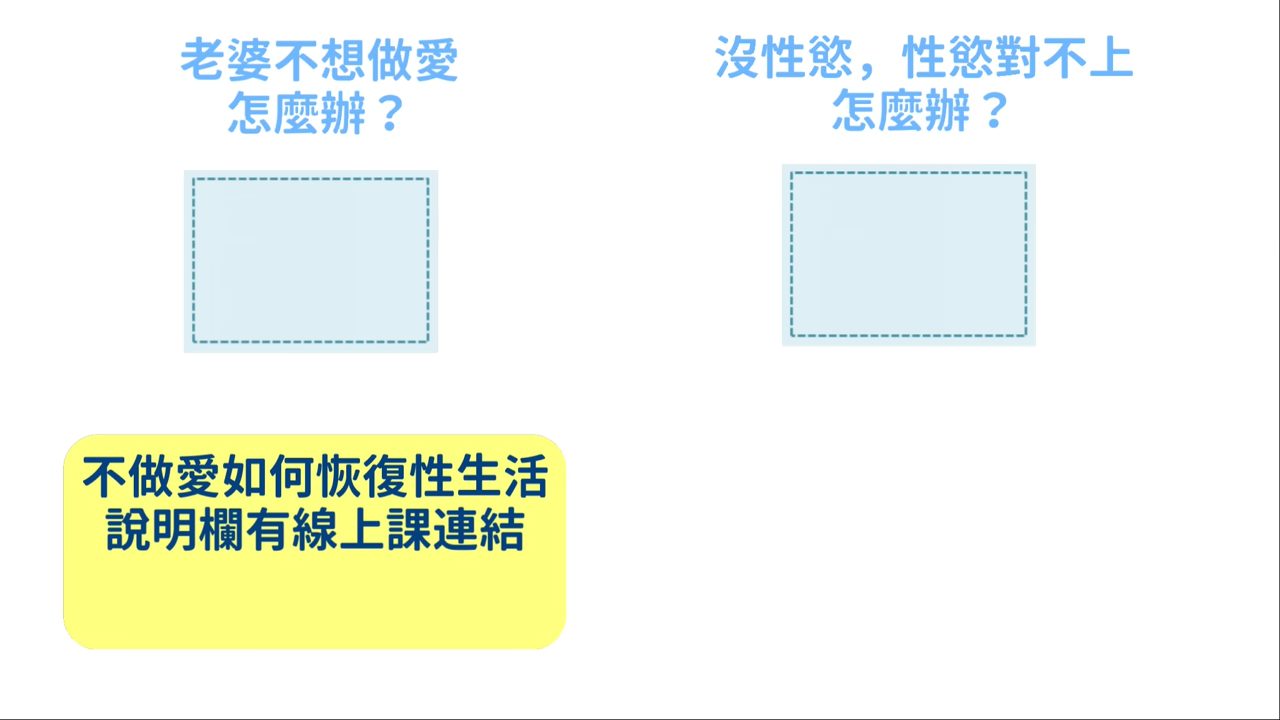 老婆不想做愛
怎麼辦？
沒性慾，性慾對不上
怎麼辦？
不做愛如何恢復性生活
說明欄有線上課連結